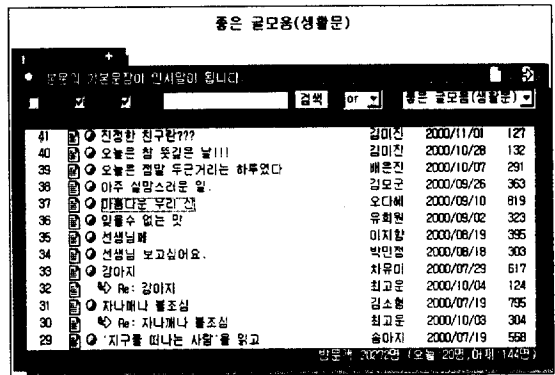 좋은 글모음(생활문)
본문의 기본문장이 인사말이 됩니다.
검색 or 좋은 글모음(생활문)
41 진정한 친구란??? 김미진 2000/11/01 127
40 오늘은 참 뜻깊은 날!!! 김미진 2000/10/28 132
39 오늘은 정말 두근거리는 하루였다 배은진 2000/10/07 291
38 아주 실망스러운 일. 김모군 2000/09/26 363
37 아름다운 우리 산 오다혜 2000/09/10 819
36 잊을수 없는 맛 유희원 2000/09/02 323
35 선생님께 이지향 2000/08/19 395
34 선생님 보고싶어요. 박민정 2000/08/18 303
33 강아지 차유미 2000/07/29 617
32 Re: 강아지 최고운 2000/10/04 124
31 자나깨나 불조심 김소형 2000/07/19 795
30 Re: 자나깨나 불조심 최고운 2000/10/03 304
29 '지구를 떠나는 사람'을 읽고 송아지 2000/07/19 568
방문객 (오늘:20명,어제:144명)